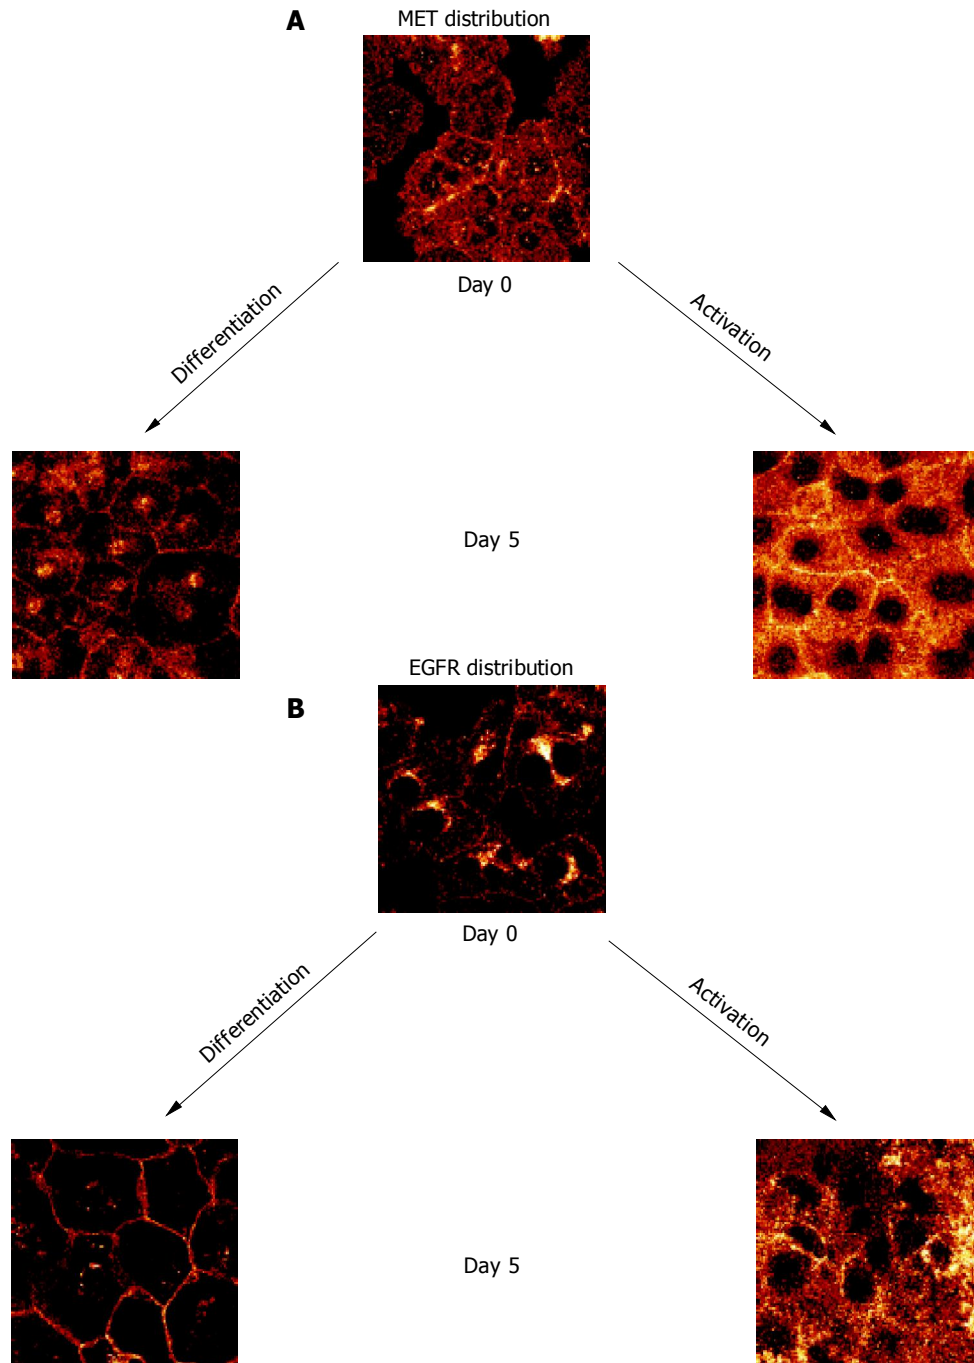 A
MET distribution
Day 0
Differentiation
Activation
Day 5
EGFR distribution
B
Day 0
Differentiation
Activation
Day 5